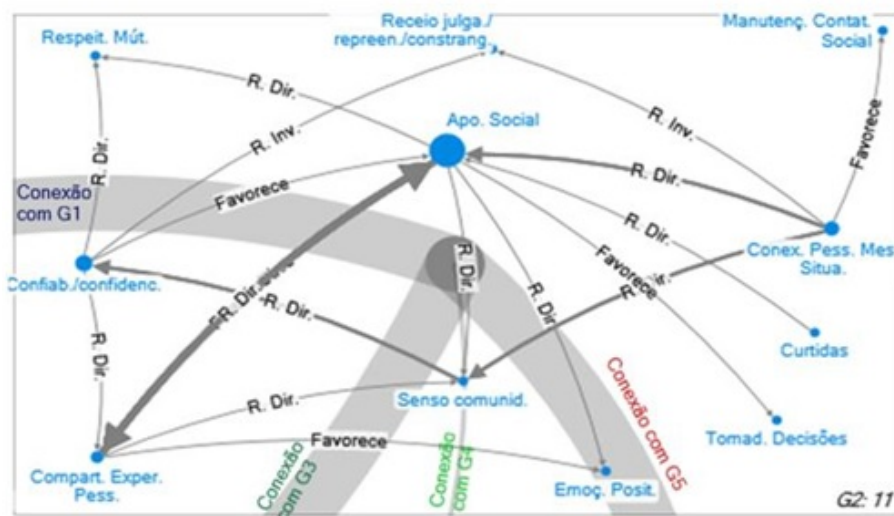 Respeit. Mút.
Receio julga./
repreen./constrang.
Manutenç. Contat.
Social
R. Dir.
Apo. Social
R. Inv.
R. Inv.
Favorece
R. Dir.
Favorece
R. Dir.
Conexão
com G1
R. Dir.
Conex. Pess. Mes
Situa.
Confiab./confidenc.
R. Dir.
R. Dir.
Favorece
R. Dir.
R. Dir.
R. Dir.
Curtidas
R. Dir.
Senso comunid.
R. Dir.
Conexão com G5
Tomad. Decisões
Favorece
Compart. Exper.
Pess.
Conexão
com G3
Conexão
com G4
Emoç. Posit.
G2: 11